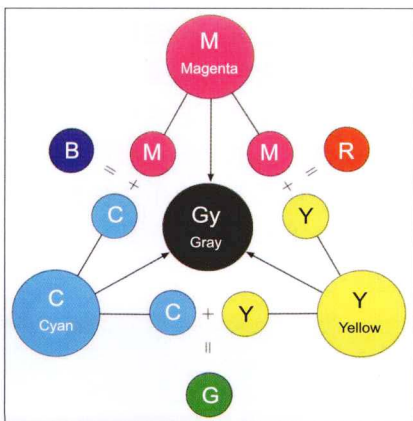 M
Magenta
B = M + C
M + Y = R
Gy
Gray
C
Cyan
C + Y
=
G
Y
Yellow